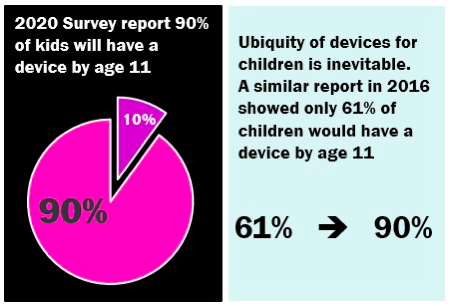 2020 Survey report 90%
of kids will have a
device by age 11
10%
90%
Ubiquity of devices for
children is inevitable.
A similar report in 2016
showed only 61% of
children would have a
device by age 11
61% ➔ 90%